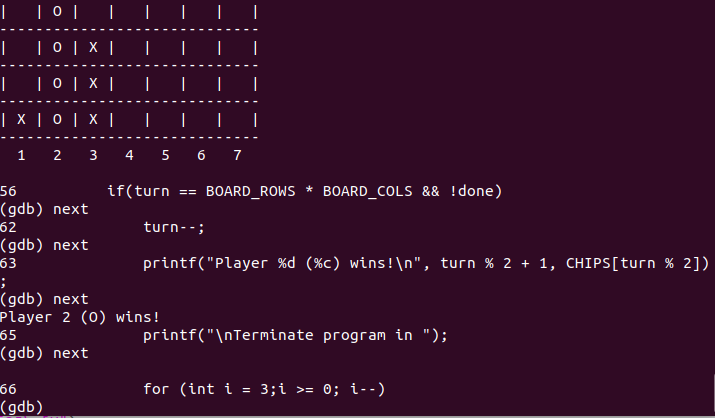 |   | O |   |   |   |   |   |
-----------------------------
|   | O | X |   |   |   |   |
-----------------------------
|   | O | X |   |   |   |   |
-----------------------------
| X | O | X |   |   |   |   |
-----------------------------
  1   2   3   4   5   6   7
56          if(turn == BOARD_ROWS * BOARD_COLS && !done)
(gdb) next
62              turn--;
(gdb) next
63              printf("Player %d (%c) wins!\n", turn % 2 + 1, CHIPS[turn % 2])
;
(gdb) next
Player 2 (O) wins!
65              printf("\nTerminate program in ");
(gdb) next
66              for (int i = 3;i >= 0; i--)
(gdb)